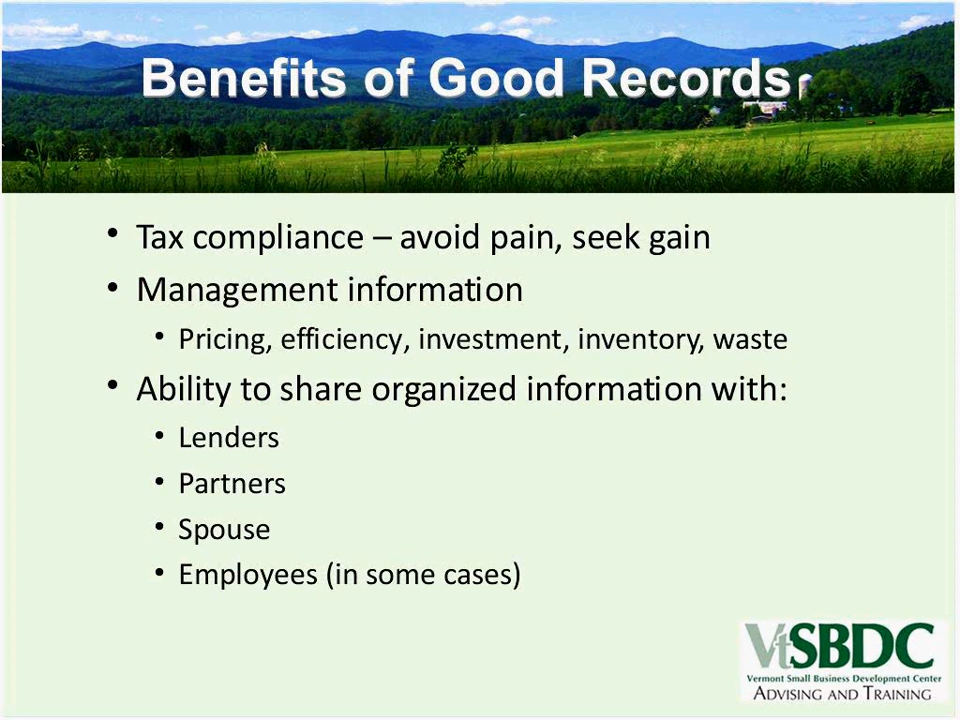 Benefits of Good Records
• Tax compliance – avoid pain, seek gain
• Management information
• Pricing, efficiency, investment, inventory, waste
• Ability to share organized information with:
• Lenders
• Partners
• Spouse
• Employees (in some cases)
VtSBDC
Vermont Small Business Development Center
ADVISING AND TRAINING